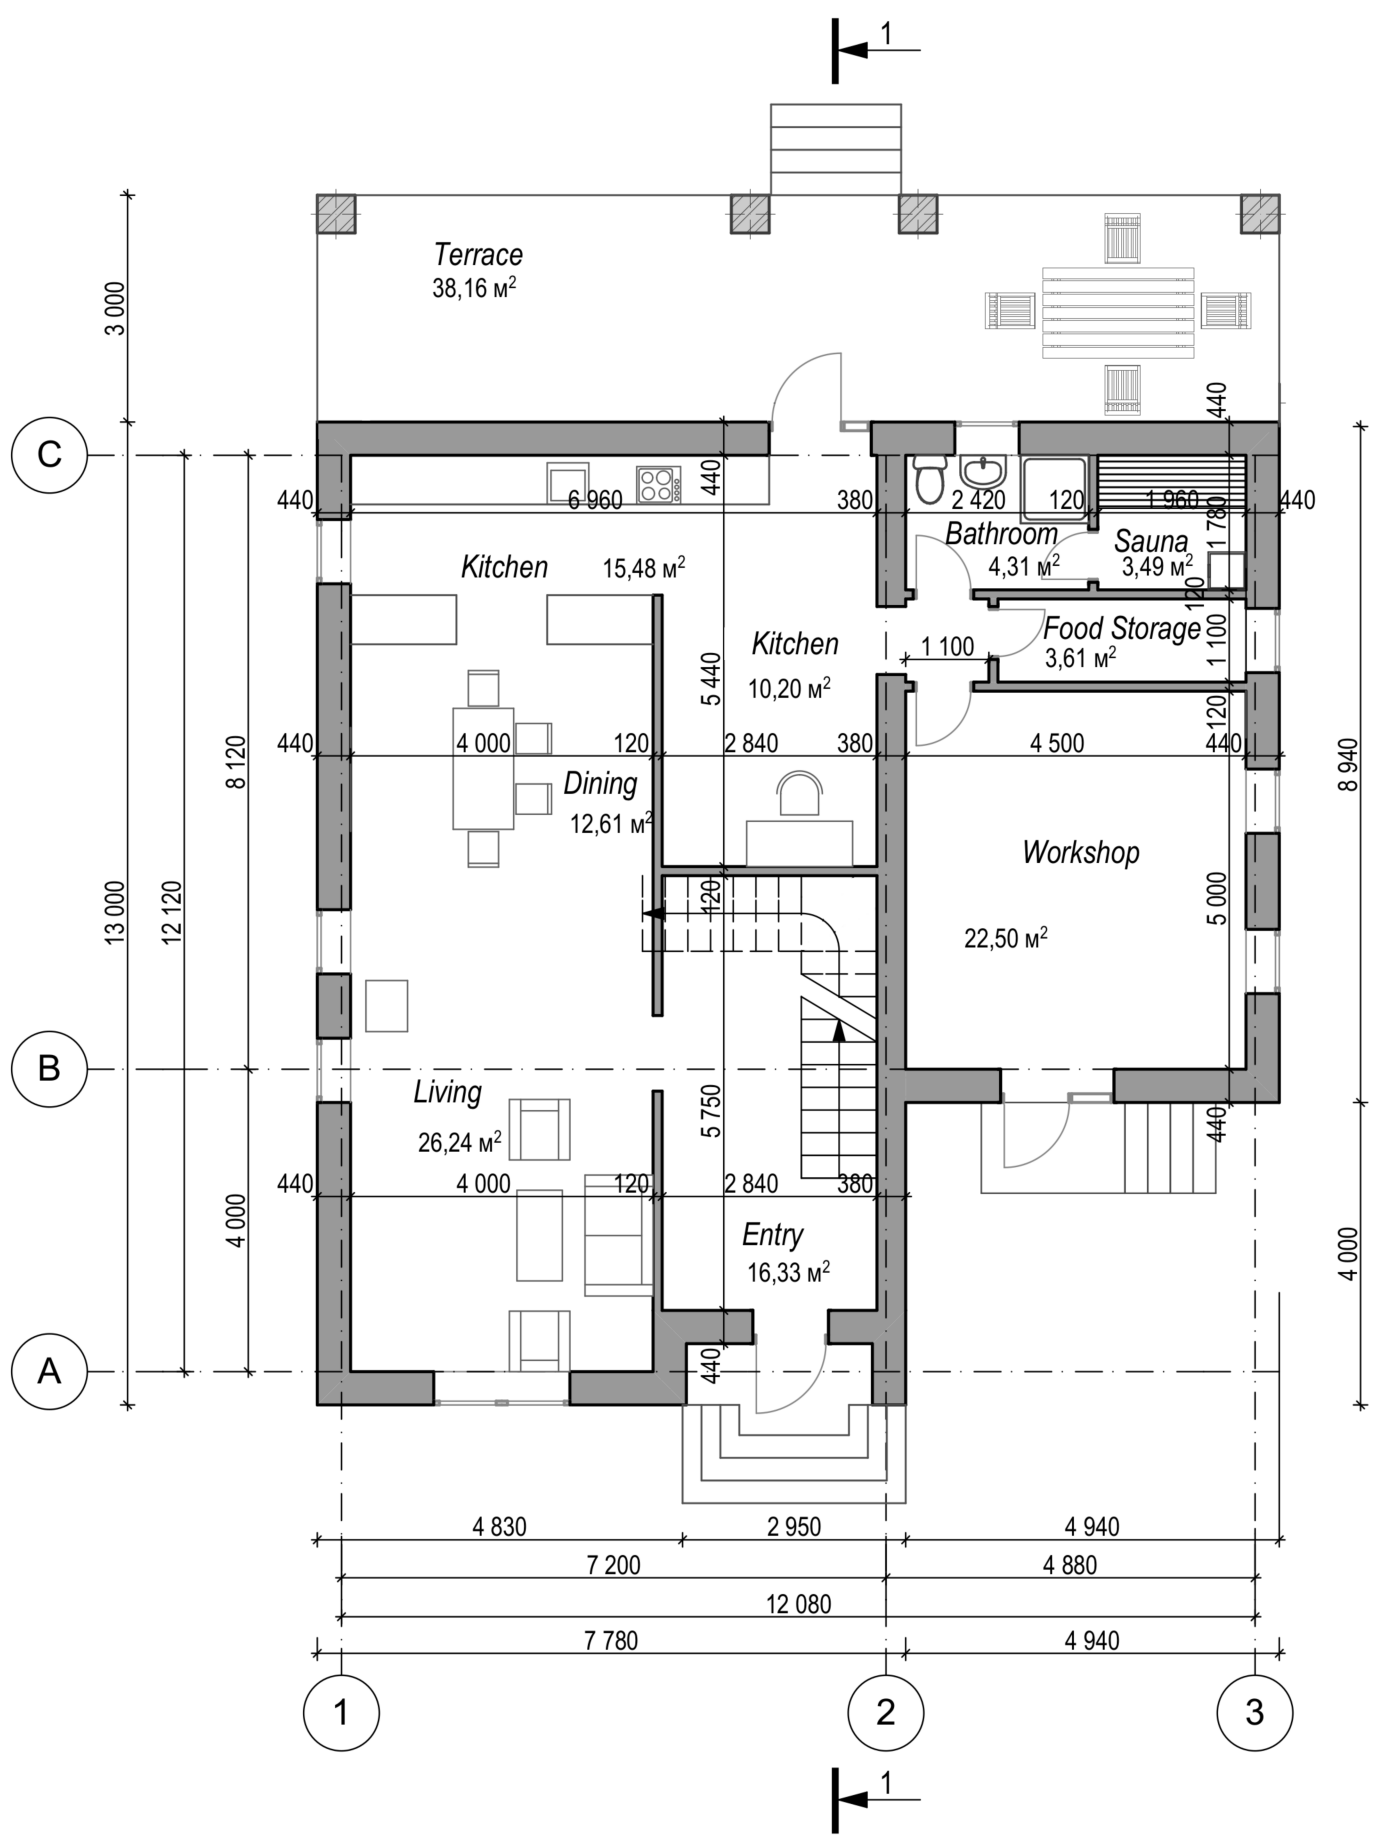 1
Terrace
38,16 м²
3 000
440
C
440
6 960
440
380
2 420
120
1 960
1 780
440
Bathroom
4,31 м²
Sauna
3,49 м²
Kitchen
15,48 м²
120
Food Storage
3,61 м²
1 100
1 100
Kitchen
10,20 м²
5 440
120
440
4 000
120
2 840
380
4 500
440
8 120
8 940
Dining
12,61 м²
Workshop
22,50 м²
5 000
120
13 000
12 120
B
Living
26,24 м²
5 750
440
440
4 000
120
2 840
380
4 000
4 000
Entry
16,33 м²
440
A
4 830
2 950
4 940
7 200
4 880
12 080
7 780
4 940
1
2
3
1